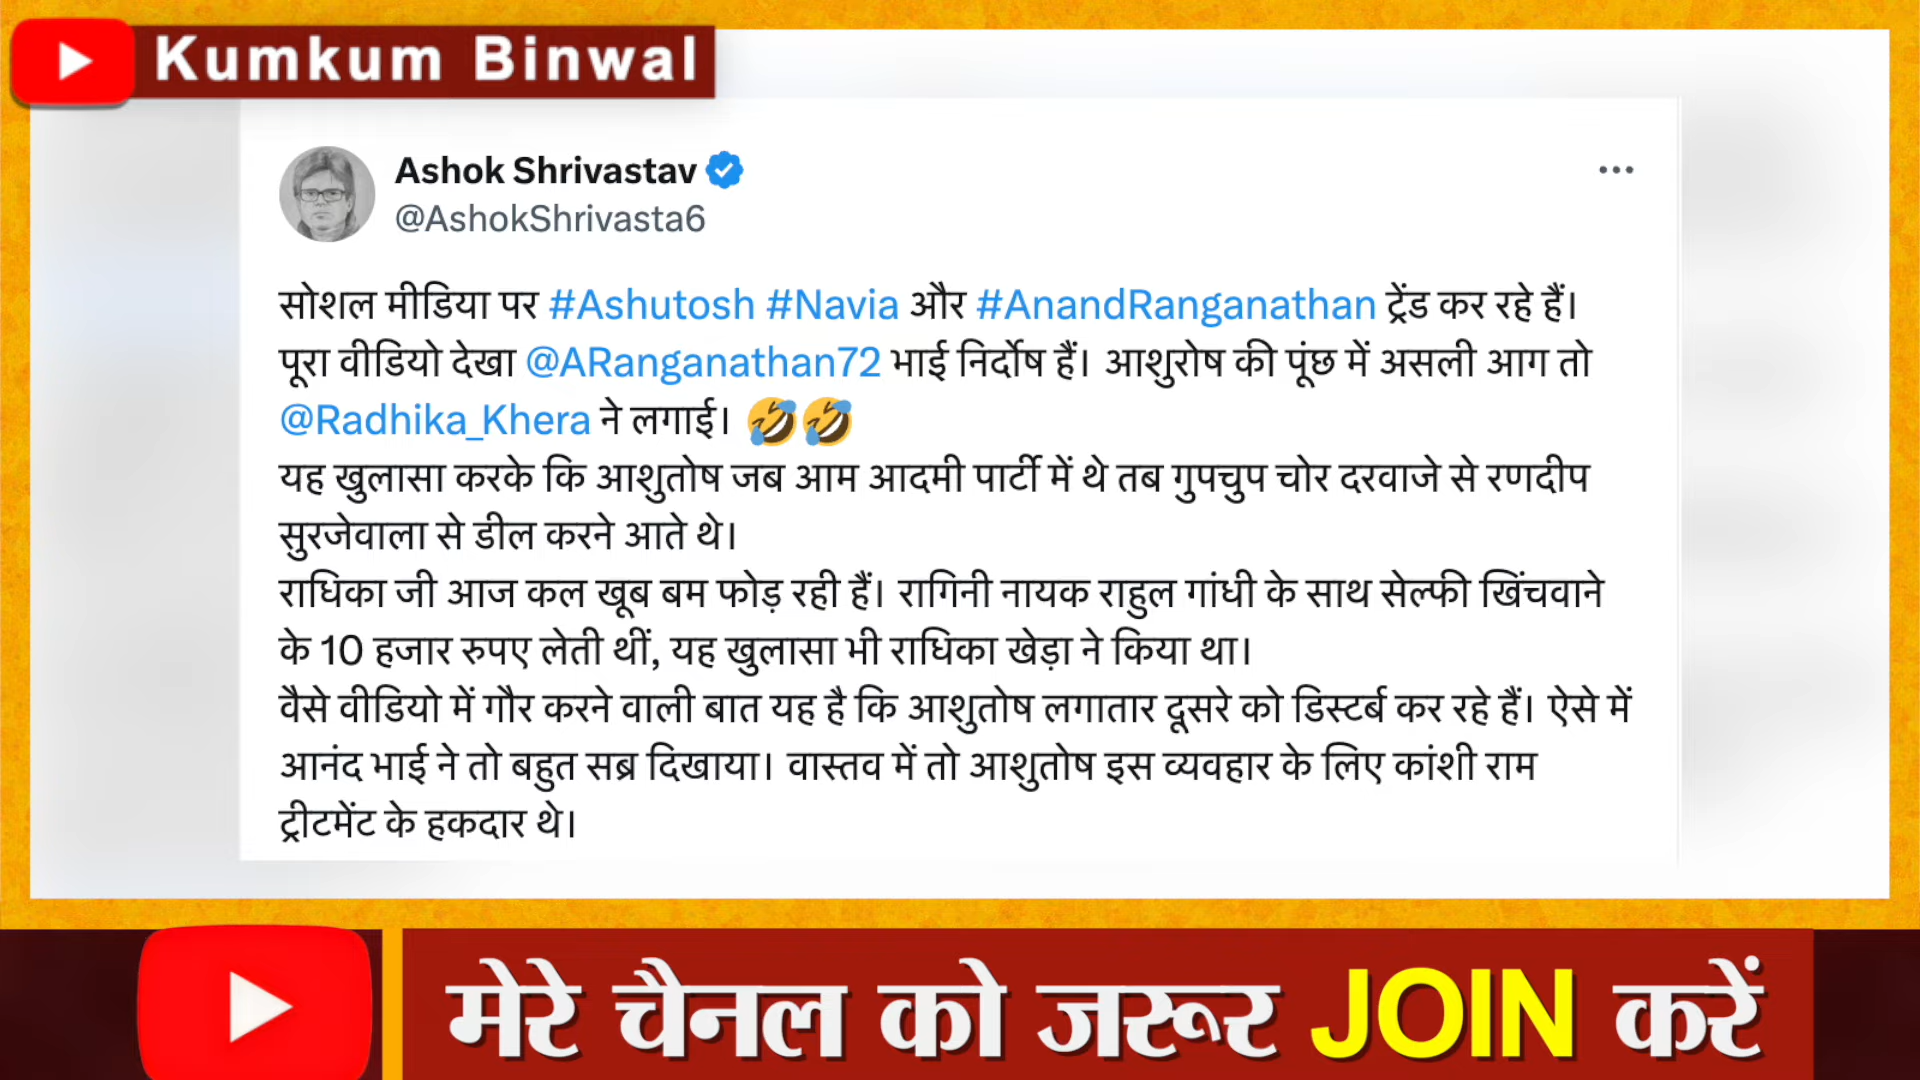 Kumkum Binwal
Ashok Shrivastav
@AshokShrivasta6
सोशल मीडिया पर #Ashutosh #Navia और #AnandRanganathan ट्रेंड कर रहे हैं।
पूरा वीडियो देखा @ARanganathan72 भाई निर्दोष हैं। आशुरोष की पूंछ में असली आग तो
@Radhika_Khera ने लगाई। 🤣🤣
यह खुलासा करके कि आशुतोष जब आम आदमी पार्टी में थे तब गुपचुप चोर दरवाजे से रणदीप
सुरजेवाला से डील करने आते थे।
राधिका जी आज कल खूब बम फोड़ रही हैं। रागिनी नायक राहुल गांधी के साथ सेल्फी खिंचवाने
के 10 हजार रुपए लेती थीं, यह खुलासा भी राधिका खेड़ा ने किया था।
वैसे वीडियो में गौर करने वाली बात यह है कि आशुतोष लगातार दूसरे को डिस्टर्ब कर रहे हैं। ऐसे में
आनंद भाई ने तो बहुत सब्र दिखाया। वास्तव में तो आशुतोष इस व्यवहार के लिए कांशी राम
ट्रीटमेंट के हकदार थे।
मेरे चैनल को जरूर JOIN करें